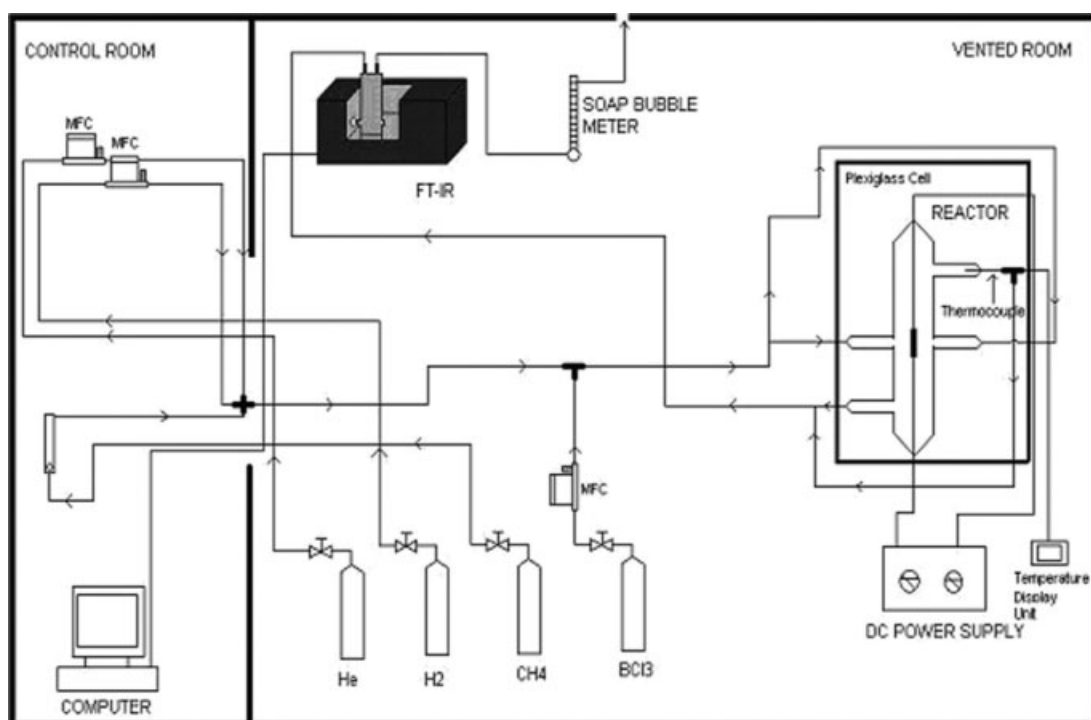 CONTROL ROOM
VENTED ROOM
MFC
MFC
SOAP BUBBLE
METER
FT-IR
Plexiglass Cell
REACTOR
Thermocouple
MFC
Temperature
Display
Unit
DC POWER SUPPLY
He
H2
CH4
BCl3
COMPUTER